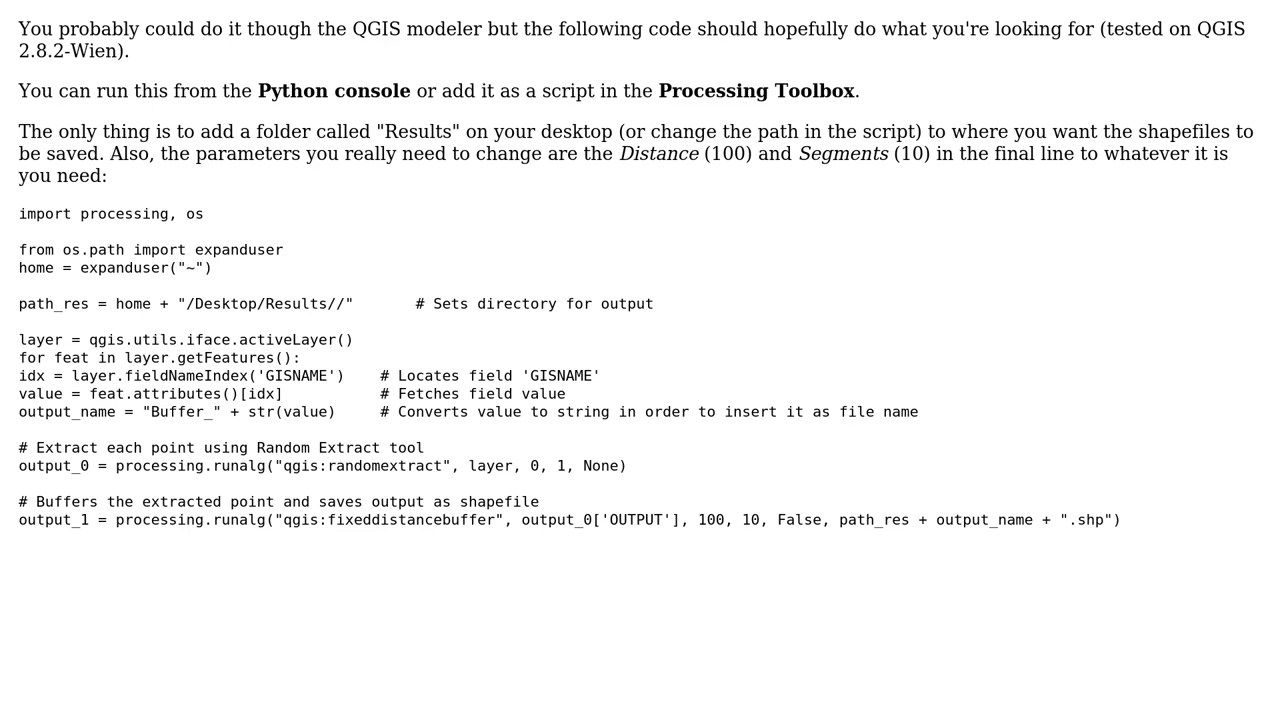 You probably could do it though the QGIS modeler but the following code should hopefully do what you're looking for (tested on QGIS
2.8.2-Wien).
You can run this from the Python console or add it as a script in the Processing Toolbox.
The only thing is to add a folder called "Results" on your desktop (or change the path in the script) to where you want the shapefiles to
be saved. Also, the parameters you really need to change are the Distance (100) and Segments (10) in the final line to whatever it is
you need:
import processing, os
from os.path import expanduser
home = expanduser("~")
path_res = home + "/Desktop/Results//"       # Sets directory for output
layer = qgis.utils.iface.activeLayer()
for feat in layer.getFeatures():
idx = layer.fieldNameIndex('GISNAME')    # Locates field 'GISNAME'
value = feat.attributes()[idx]           # Fetches field value
output_name = "Buffer_" + str(value)     # Converts value to string in order to insert it as file name
# Extract each point using Random Extract tool
output_0 = processing.runalg("qgis:randomextract", layer, 0, 1, None)
# Buffers the extracted point and saves output as shapefile
output_1 = processing.runalg("qgis:fixeddistancebuffer", output_0['OUTPUT'], 100, 10, False, path_res + output_name + ".shp")